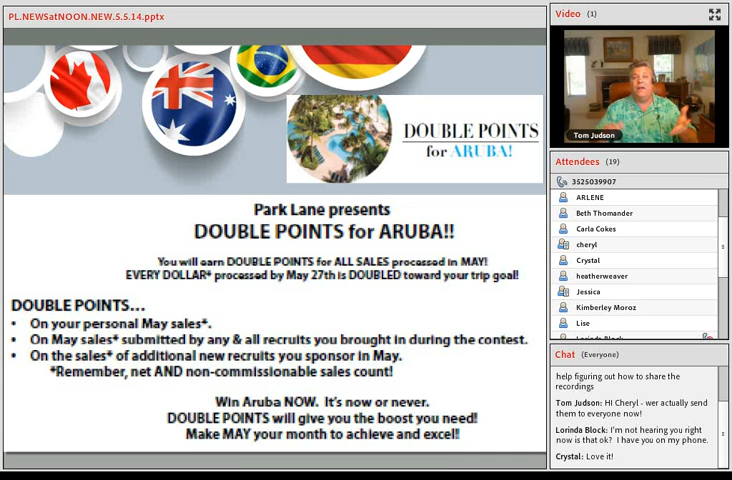 PL.NEWSatNOON.NEW.5.5.14.pptx
DOUBLE POINTS
for ARUBA!
Park Lane presents
DOUBLE POINTS for ARUBA!!
You will earn DOUBLE POINTS for ALL SALES processed in MAY!
EVERY DOLLAR* processed by May 27th is DOUBLED toward your trip goal!
DOUBLE POINTS...
• On your personal May sales*.
• On May sales* submitted by any & all recruits you brought in during the contest.
• On the sales* of additional new recruits you sponsor in May.
*Remember, net AND non-commissionable sales count!
Win Aruba NOW. It's now or never.
DOUBLE POINTS will give you the boost you need!
Make MAY your month to achieve and excel!
Video (1)
Tom Judson
Attendees (19)
3525039907
ARLENE
Beth Thomander
Carla Cokes
cheryl
Crystal
heatherweaver
Jessica
Kimberley Moroz
Lise
Lorinda Block
Chat (Everyone)
help figuring out how to share the
recordings
Tom Judson: HI Cheryl - wer actually send
them to everyone now!
Lorinda Block: I'm not hearing you right
now is that ok? I have you on my phone.
Crystal: Love it!